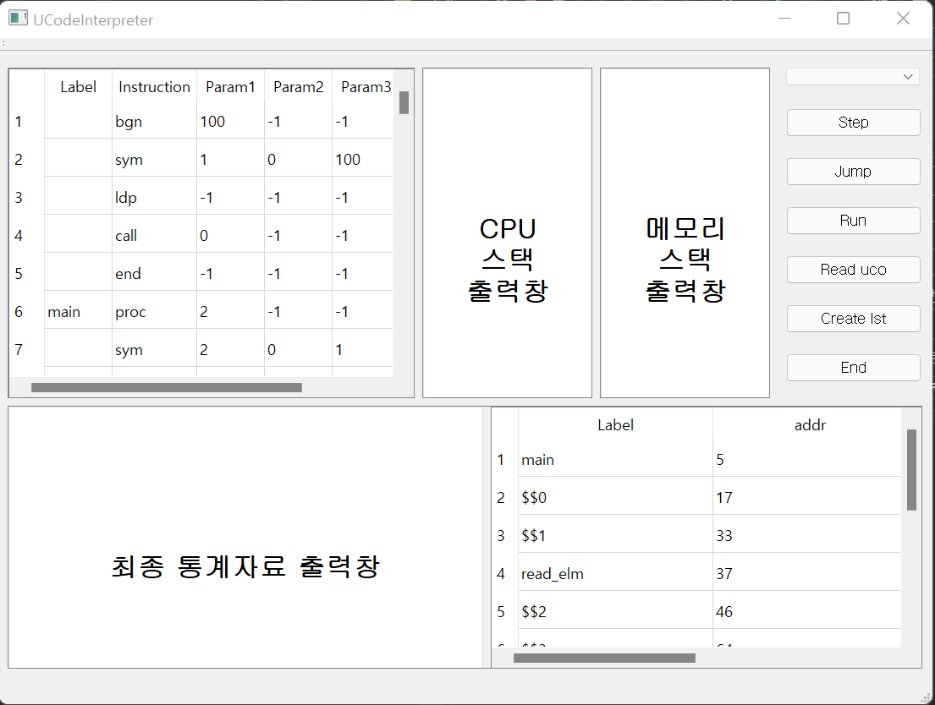 UCodeInterpreter
Label Instruction Param1 Param2 Param3
1 bgn 100 -1 -1
2 sym 1 0 100
3 ldp -1 -1 -1
4 call 0 -1 -1
5 end -1 -1 -1
6 main proc 2 -1 -1
7 sym 2 0 1
CPU
스택
출력창
메모리
스택
출력창
Step
Jump
Run
Read uco
Create lst
End
최종 통계자료 출력창
Label addr
1 main 5
2 $$0 17
3 $$1 33
4 read_elm 37
5 $$2 46